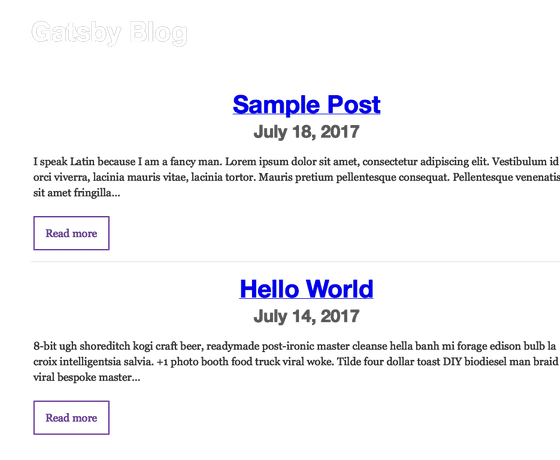 Gatsby Blog
Sample Post
July 18, 2017
I speak Latin because I am a fancy man. Lorem ipsum dolor sit amet, consectetur adipiscing elit. Vestibulum id
orci viverra, lacinia mauris vitae, lacinia tortor. Mauris pretium pellentesque consequat. Pellentesque venenatis
sit amet fringilla...
Read more
Hello World
July 14, 2017
8-bit ugh shoreditch kogi craft beer, readymade post-ironic master cleanse hella banh mi forage edison bulb la
croix intelligentsia salvia. +1 photo booth food truck viral woke. Tilde four dollar toast DIY biodiesel man braid
viral bespoke master...
Read more